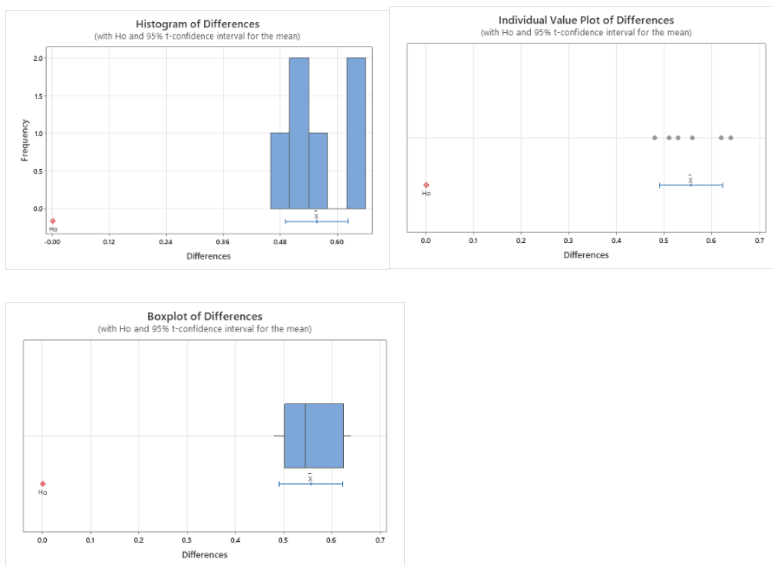 Histogram of Differences
(with Ho and 95% t-confidence interval for the mean)
2.0
1.5
1.0
0.5
0.0
Frequency
X
Ho
-0.00 0.12 0.24 0.36 0.48 0.60
Differences
Individual Value Plot of Differences
(with Ho and 95% t-confidence interval for the mean)
X
Ho
0.0 0.1 0.2 0.3 0.4 0.5 0.6 0.7
Differences
Boxplot of Differences
(with Ho and 95% t-confidence interval for the mean)
X
Ho
0.0 0.1 0.2 0.3 0.4 0.5 0.6 0.7
Differences